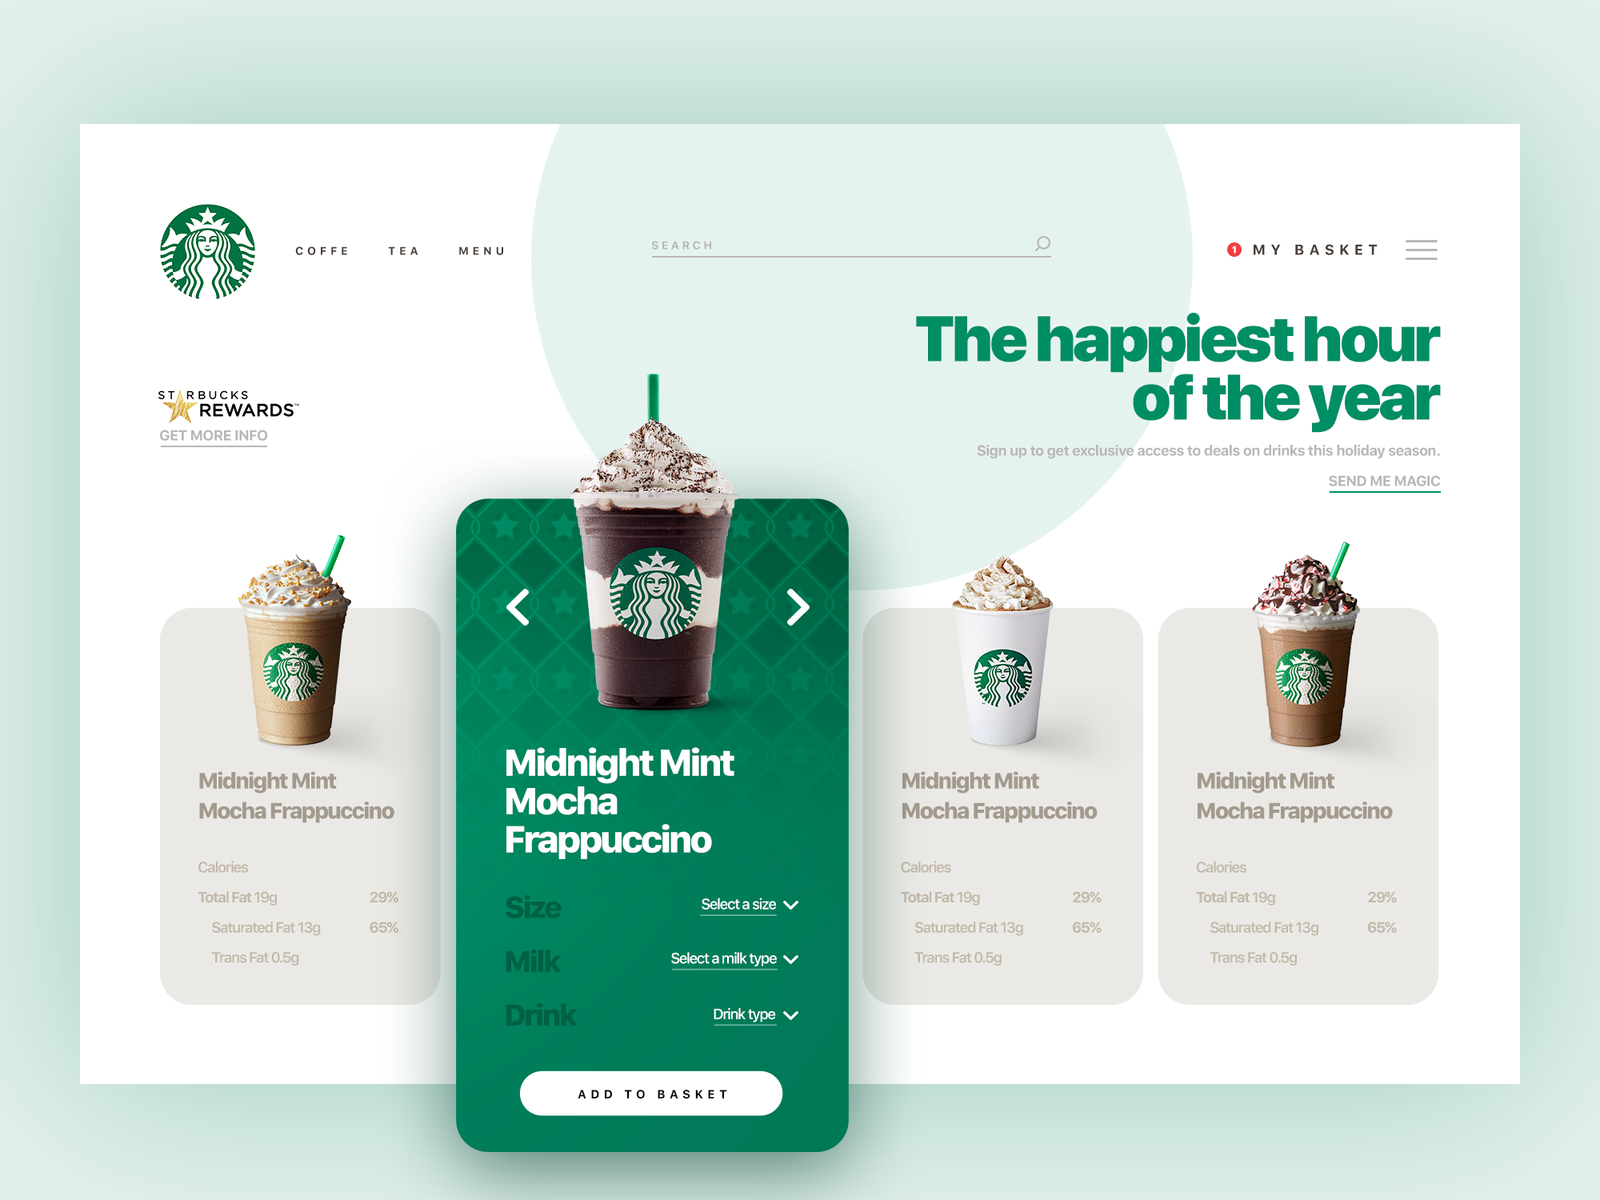 COFFE TEA MENU
SEARCH
1 MY BASKET
The happiest hour
of the year
Sign up to get exclusive access to deals on drinks this holiday season.
SEND ME MAGIC
STARBUCKS
REWARDS™
GET MORE INFO
Midnight Mint
Mocha Frappuccino
Calories
Total Fat 19g 29%
Saturated Fat 13g 65%
Trans Fat 0.5g
Midnight Mint
Mocha
Frappuccino
Size Select a size
Milk Select a milk type
Drink Drink type
ADD TO BASKET
Midnight Mint
Mocha Frappuccino
Calories
Total Fat 19g 29%
Saturated Fat 13g 65%
Trans Fat 0.5g
Midnight Mint
Mocha Frappuccino
Calories
Total Fat 19g 29%
Saturated Fat 13g 65%
Trans Fat 0.5g